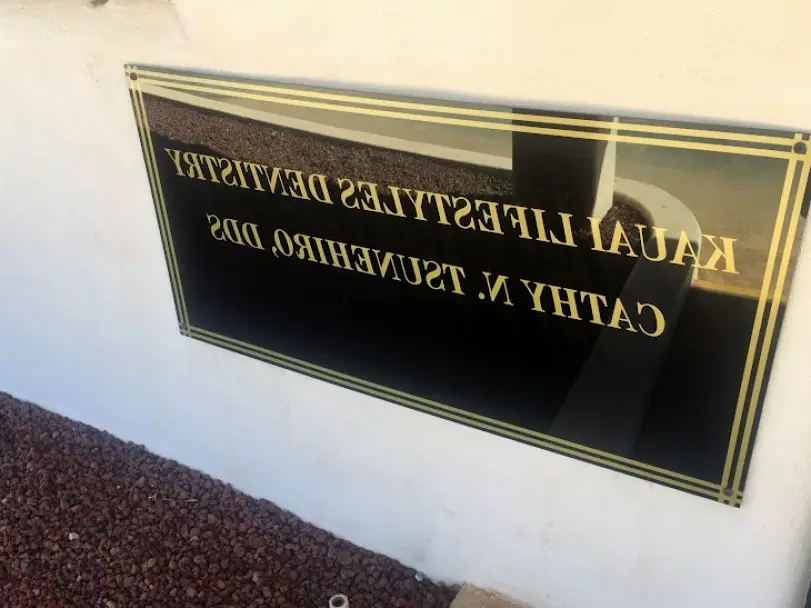 KAUAI LIFESTYLES DENTISTRY
CATHY N. TSUNEHIRO, DDS